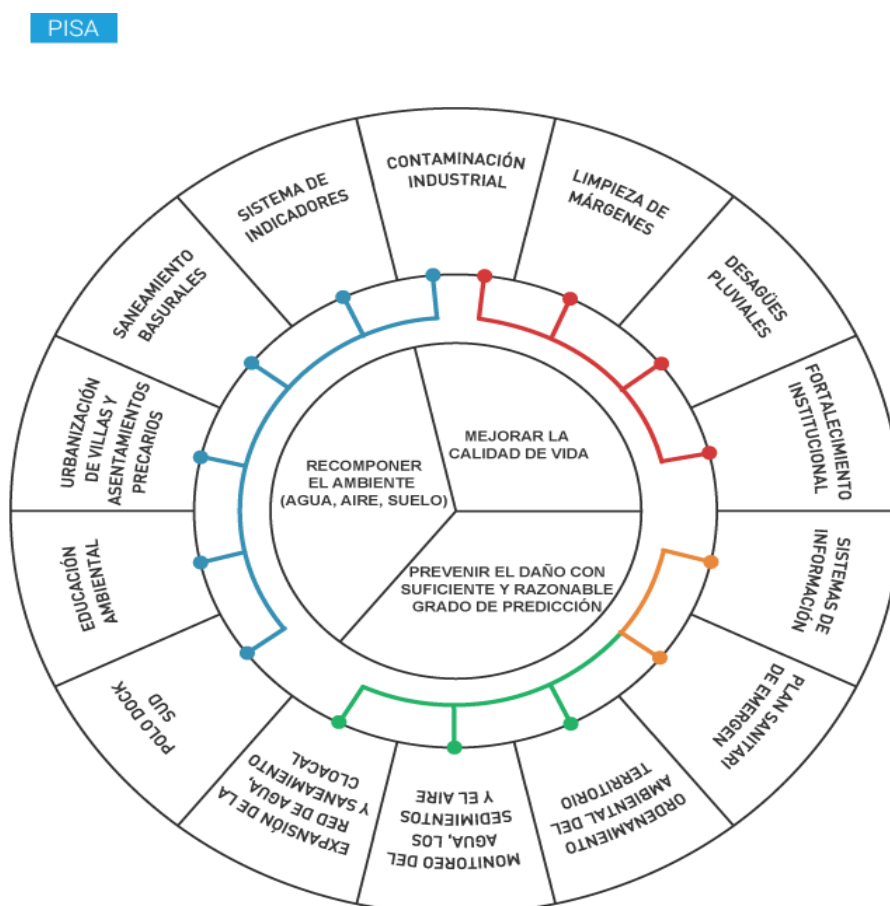 PISA
CONTAMINACIÓN
INDUSTRIAL
LIMPIEZA DE
MÁRGENES
DESAGÜES
PLUVIALES
FORTALECIMIENTO
INSTITUCIONAL
SISTEMAS DE
INFORMACIÓN
PLAN SANITARI
DE EMERGEN
ORDENAMIENTO
AMBIENTAL DEL
TERRITORIO
MONITOREO DEL
AGUA, LOS
SEDIMIENTOS
Y EL AIRE
EXPANSIÓN DE LA
RED DE AGUA,
Y SANEAMIENTO
CLOACAL
POLO DOCK
SUD
EDUCACIÓN
AMBIENTAL
URBANIZACIÓN
DE VILLAS Y
ASENTAMIENTOS
PRECARIOS
SANEAMIENTO
BASURALES
SISTEMA DE
INDICADORES
MEJORAR LA
CALIDAD DE VIDA
RECOMPONER
EL AMBIENTE
(AGUA, AIRE, SUELO)
PREVENIR EL DAÑO CON
SUFICIENTE Y RAZONABLE
GRADO DE PREDICCIÓN